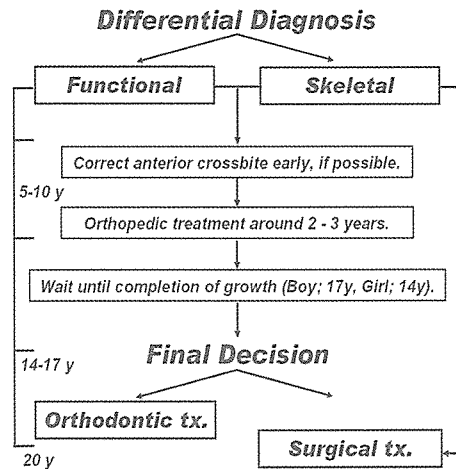 Differential Diagnosis
Functional
Skeletal
Correct anterior crossbite early, if possible.
5-10 y
Orthopedic treatment around 2 - 3 years.
Wait until completion of growth (Boy; 17y, Girl; 14y).
Final Decision
14-17 y
Orthodontic tx.
Surgical tx.
20 y